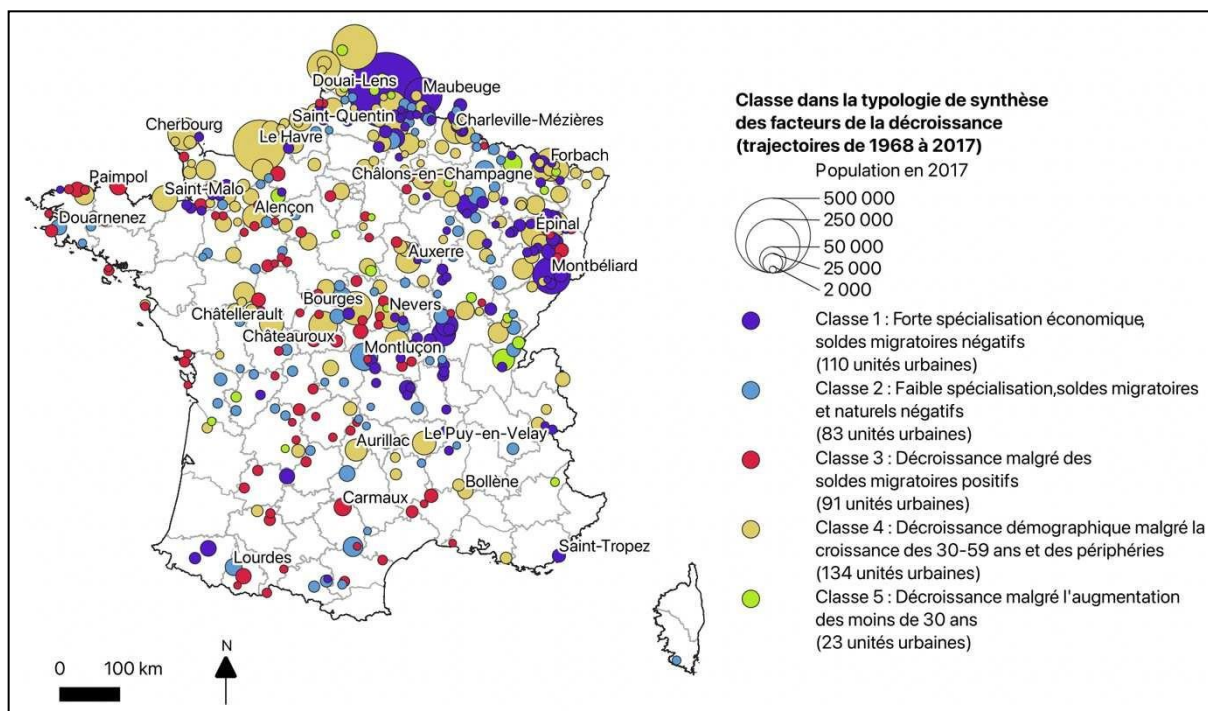 Douai-Lens
Maubeuge
Saint-Quentin
Cherbourg
Charleville-Mézières
Le Havre
Forbach
Châlons-en-Champagne
Paimpol
Saint-Malo
Alençon
Douarnenez
Épinal
Auxerre
Montbéliard
Bourges
Nevers
Châtellerault
Châteauroux
Montluçon
Aurillac
Le Puy-en-Velay
Bollène
Carmaux
Saint-Tropez
Lourdes
0 100 km
N
Classe dans la typologie de synthèse
des facteurs de la décroissance
(trajectoires de 1968 à 2017)
Population en 2017
500 000
250 000
50 000
25 000
2 000
Classe 1 : Forte spécialisation économique,
soldes migratoires négatifs
(110 unités urbaines)
Classe 2 : Faible spécialisation,soldes migratoires
et naturels négatifs
(83 unités urbaines)
Classe 3 : Décroissance malgré des
soldes migratoires positifs
(91 unités urbaines)
Classe 4 : Décroissance démographique malgré la
croissance des 30-59 ans et des périphéries
(134 unités urbaines)
Classe 5 : Décroissance malgré l'augmentation
des moins de 30 ans
(23 unités urbaines)